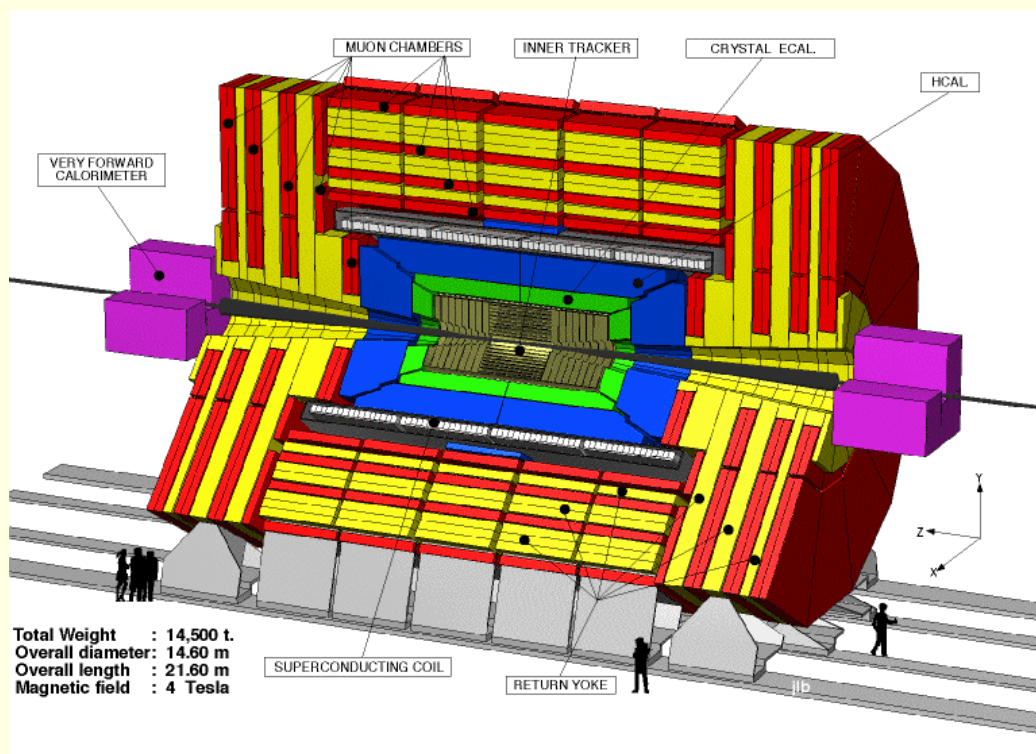 MUON CHAMBERS
INNER TRACKER
CRYSTAL ECAL.
HCAL
VERY FORWARD
CALORIMETER
Y
Z
X
Total Weight : 14,500 t.
Overall diameter: 14.60 m
Overall length : 21.60 m
Magnetic field : 4 Tesla
SUPERCONDUCTING COIL
RETURN YOKE
jlb